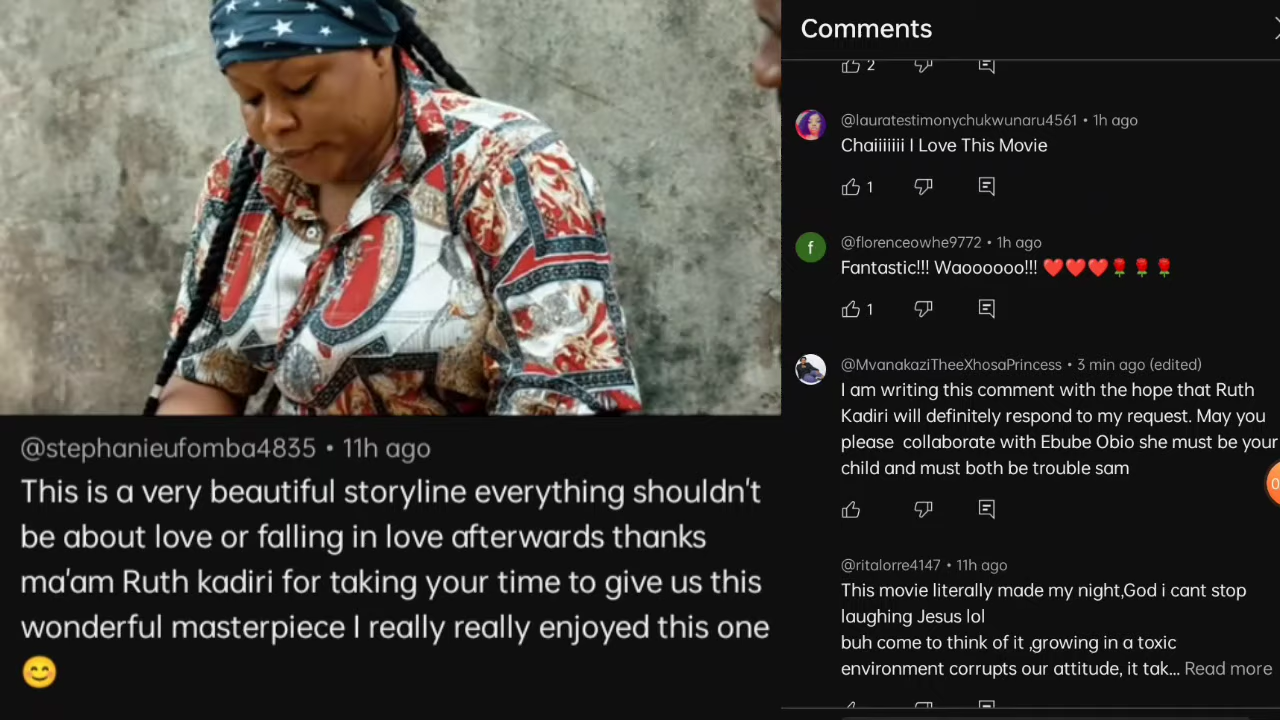 @stephanieufomba4835 • 11h ago
This is a very beautiful storyline everything shouldn't
be about love or falling in love afterwards thanks
ma'am Ruth kadiri for taking your time to give us this
wonderful masterpiece I really really enjoyed this one
😊
Comments
2
@lauratestimonychukwunaru4561 • 1h ago
Chaiiiiiii I Love This Movie
1
f
@florenceowhe9772 • 1h ago
Fantastic!!! Waoooooo!!! ❤️❤️❤️🌹🌹🌹
1
@MvanakaziTheeXhosaPrincess • 3 min ago (edited)
I am writing this comment with the hope that Ruth
Kadiri will definitely respond to my request. May you
please collaborate with Ebube Obio she must be your
child and must both be trouble sam
@ritalorre4147 • 11h ago
This movie literally made my night,God i cant stop
laughing Jesus lol
buh come to think of it ,growing in a toxic
environment corrupts our attitude, it tak... Read more